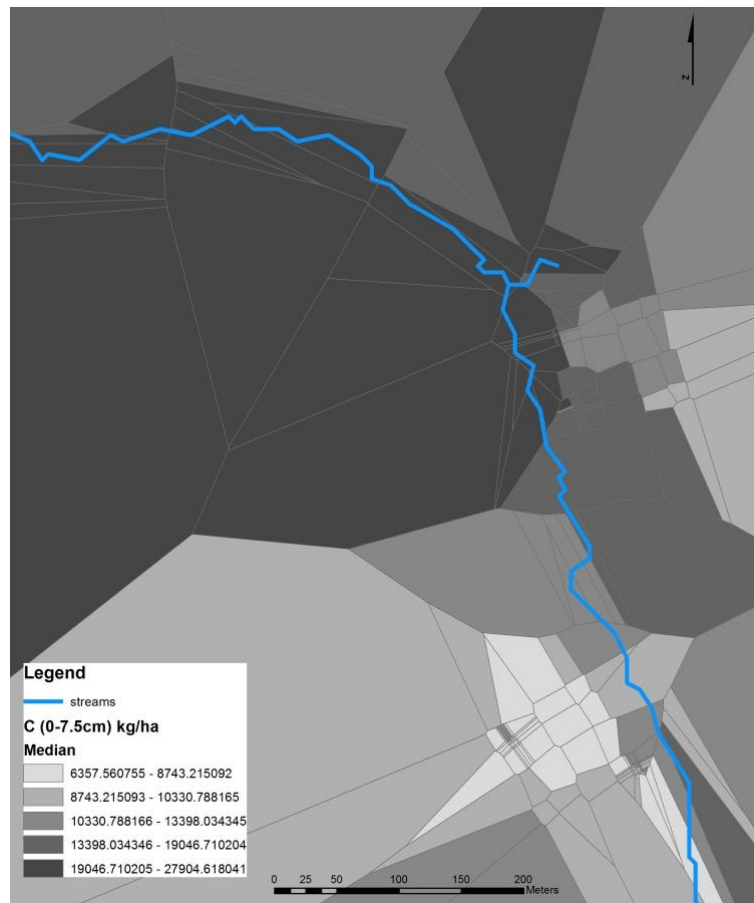 z
Legend
streams
C (0-7.5cm) kg/ha
Median
6357.560755 - 8743.215092
8743.215093 - 10330.788165
10330.788166 - 13398.034345
13398.034346 - 19046.710204
19046.710205 - 27904.618041
0 25 50 100 150 200
Meters